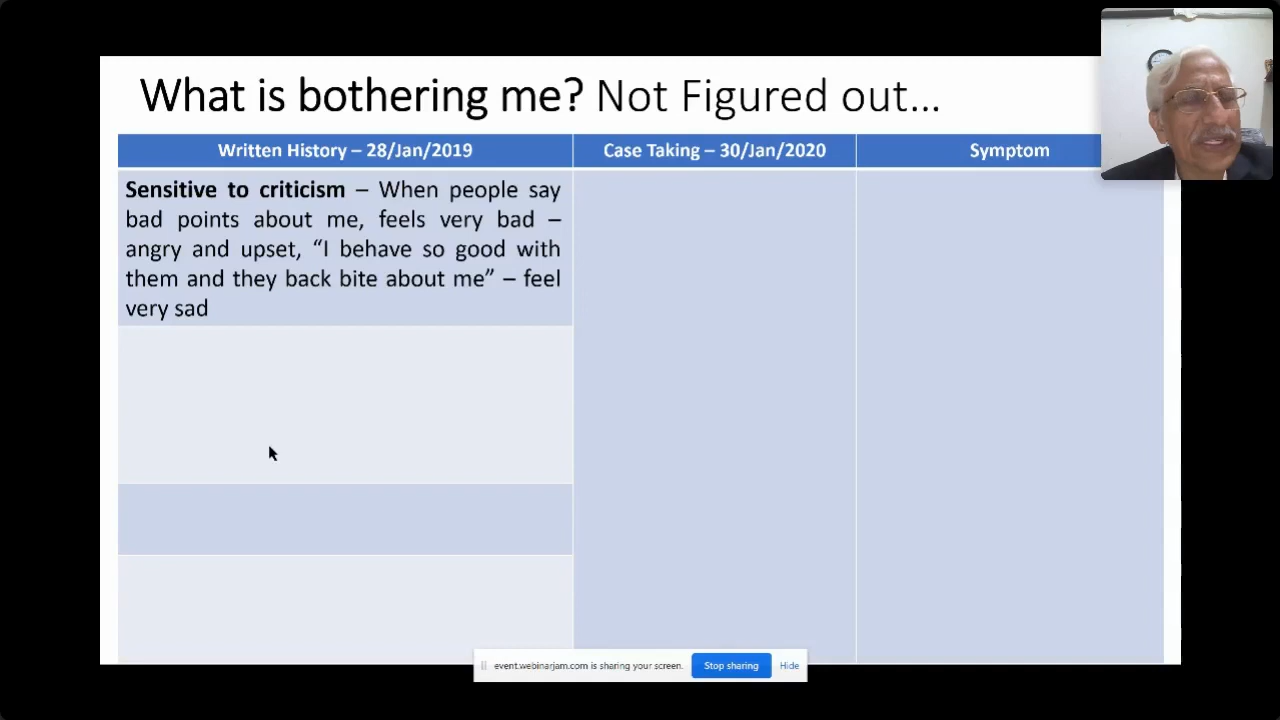 What is bothering me? Not Figured out...
Written History – 28/Jan/2019
Case Taking – 30/Jan/2020
Symptom
Sensitive to criticism – When people say
bad points about me, feels very bad –
angry and upset, “I behave so good with
them and they back bite about me” – feel
very sad
event.webinarjam.com is sharing your screen.
Stop sharing
Hide